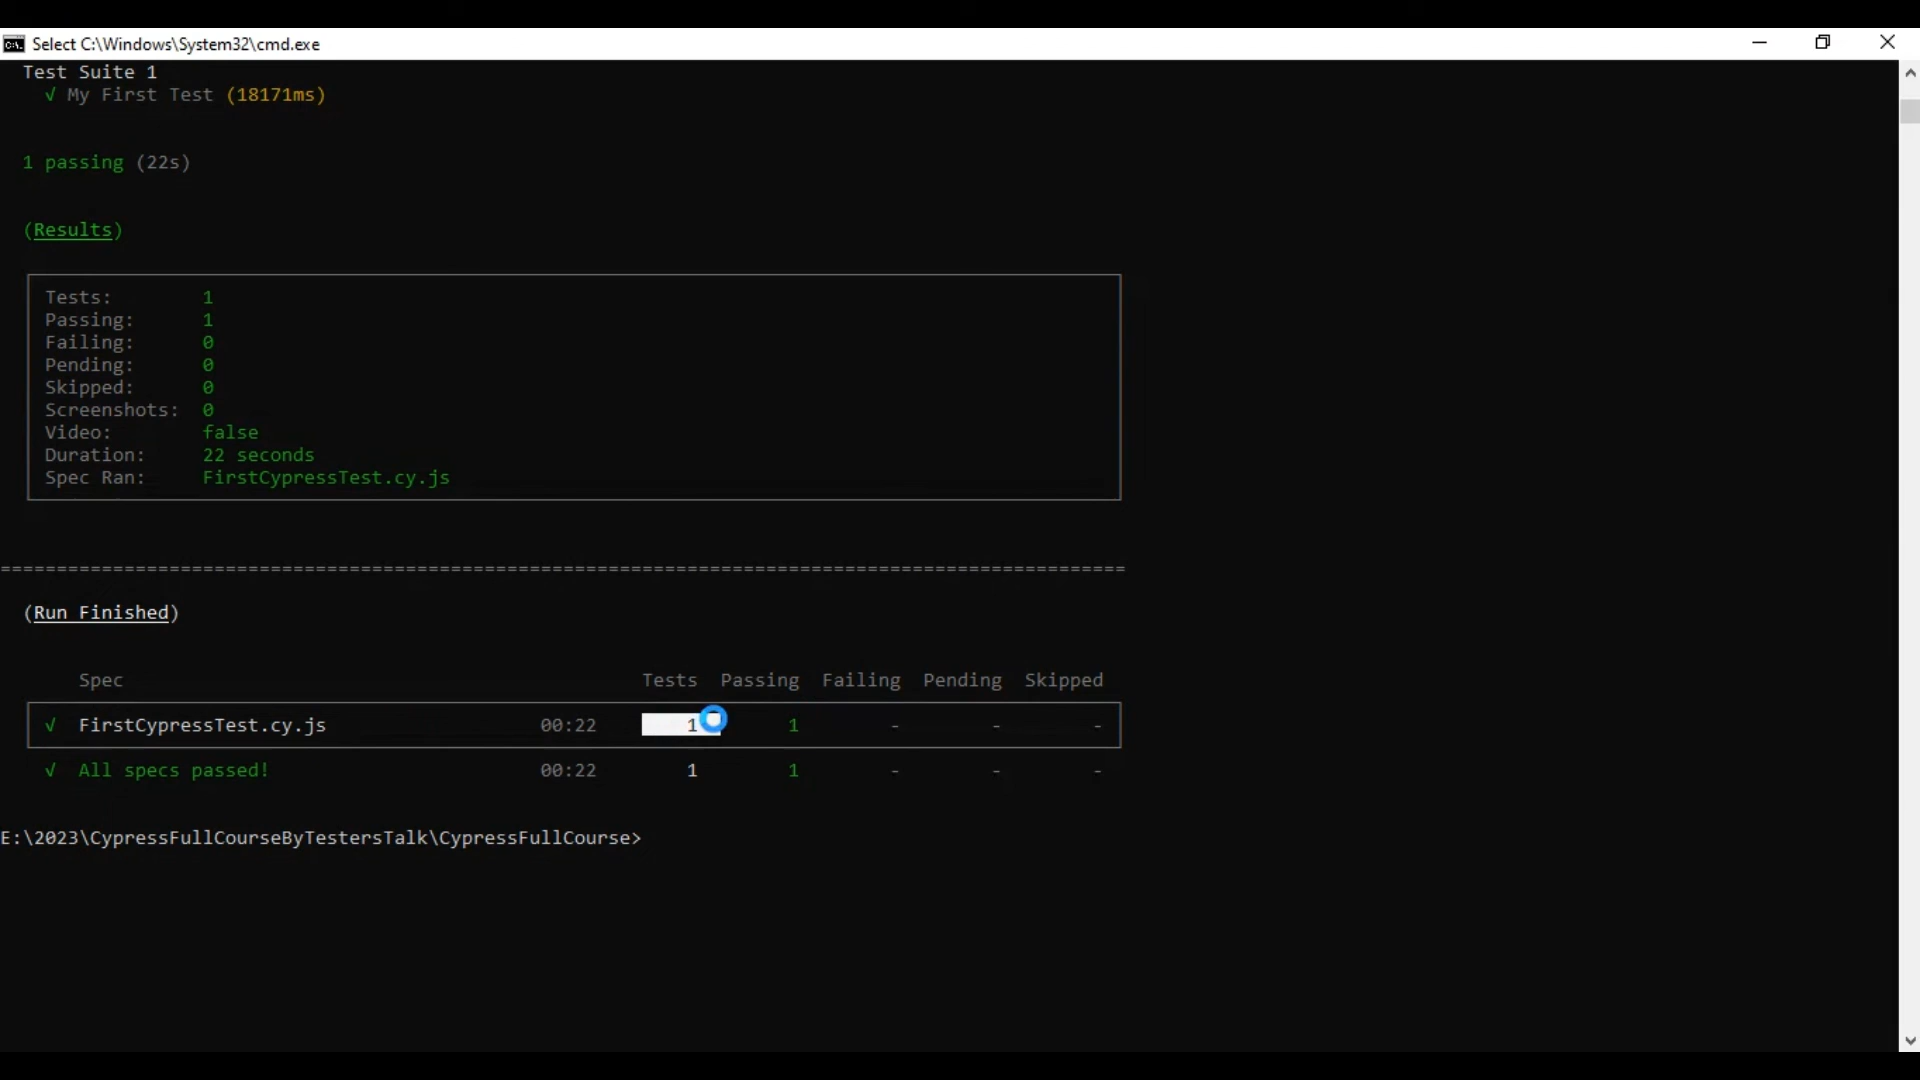 Select C:\Windows\System32\cmd.exe
Test Suite 1
√ My First Test (18171ms)
1 passing (22s)
(Results)
Tests: 1
Passing: 1
Failing: 0
Pending: 0
Skipped: 0
Screenshots: 0
Video: false
Duration: 22 seconds
Spec Ran: FirstCypressTest.cy.js
====================================================================================================
(Run Finished)
Spec Tests Passing Failing Pending Skipped
√ FirstCypressTest.cy.js 00:22 1 1 - - -
√ All specs passed! 00:22 1 1 - - -
E:\2023\CypressFullCourseByTestersTalk\CypressFullCourse>